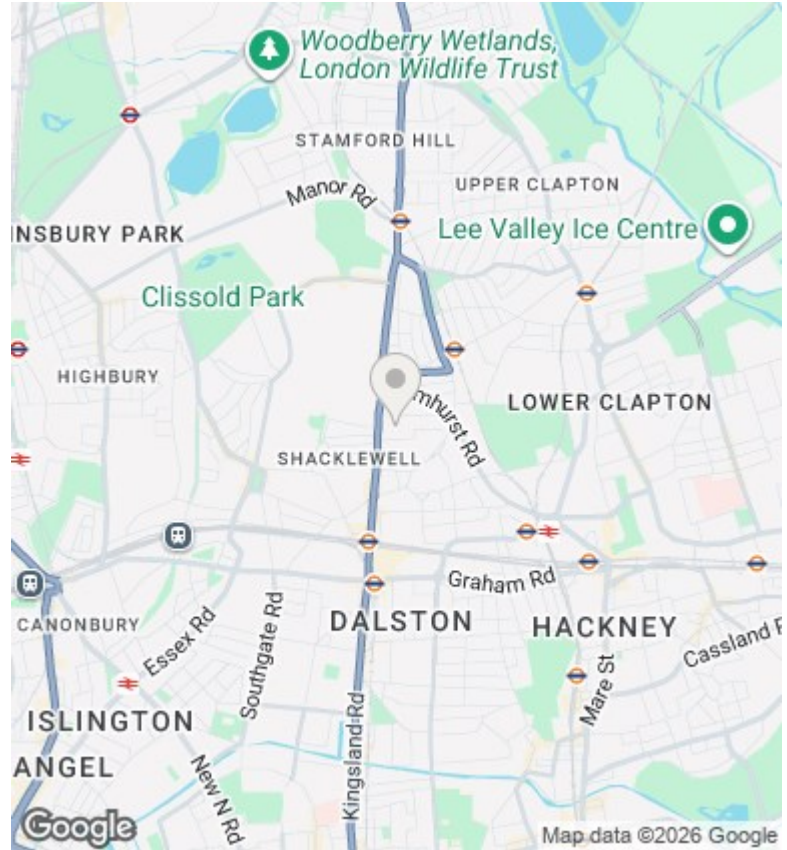 Woodberry Wetlands,
London Wildlife Trust
STAMFORD HILL
UPPER CLAPTON
Manor Rd
INSBURY PARK
Lee Valley Ice Centre
Clissold Park
HIGHBURY
mhurst Rd
LOWER CLAPTON
SHACKLEWELL
Graham Rd
DALSTON
HACKNEY
CANONBURY
Essex Rd
Southgate Rd
Cassland R
Mare St
ISLINGTON
ANGEL
New N Rd
Kingsland Rd
Google
Map data ©2026 Google